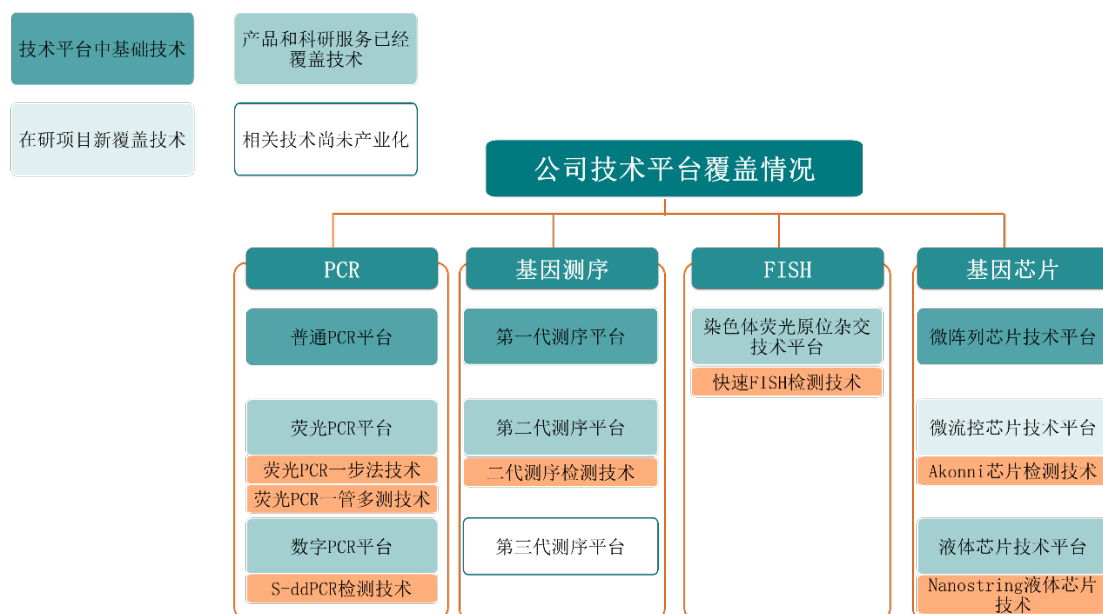 技术平台中基础技术
产品和科研服务已经
覆盖技术
在研项目新覆盖技术
相关技术尚未产业化
公司技术平台覆盖情况
PCR
普通PCR平台
荧光PCR平台
荧光PCR一步法技术
荧光PCR一管多测技术
数字PCR平台
S-ddPCR检测技术
基因测序
第一代测序平台
第二代测序平台
二代测序检测技术
第三代测序平台
FISH
染色体荧光原位杂交
技术平台
快速FISH检测技术
基因芯片
微阵列芯片技术平台
微流控芯片技术平台
Akonni芯片检测技术
液体芯片技术平台
Nanostring液体芯片
技术